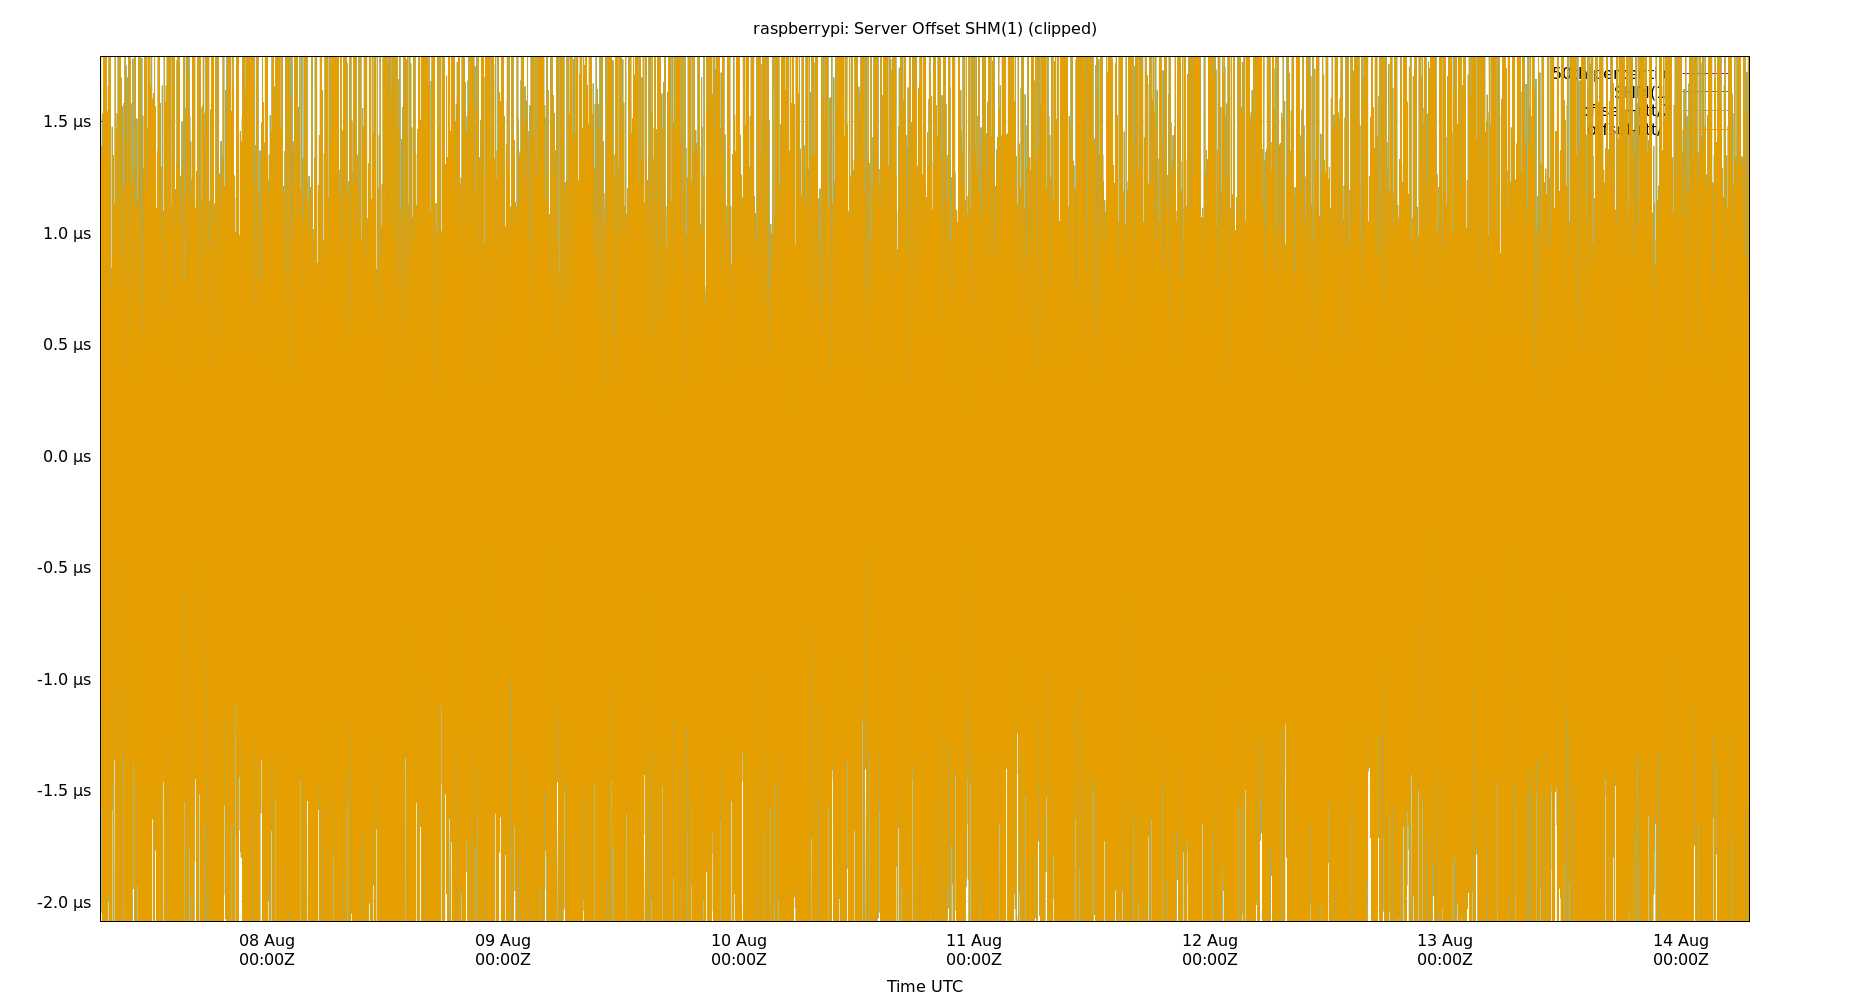 raspberrypi: Server Offset SHM(1) (clipped)
1.5 µs
1.0 µs
0.5 µs
0.0 µs
-0.5 µs
-1.0 µs
-1.5 µs
-2.0 µs
08 Aug 09 Aug 10 Aug 11 Aug 12 Aug 13 Aug 14 Aug
00:00Z 00:00Z 00:00Z 00:00Z 00:00Z 00:00Z 00:00Z
Time UTC